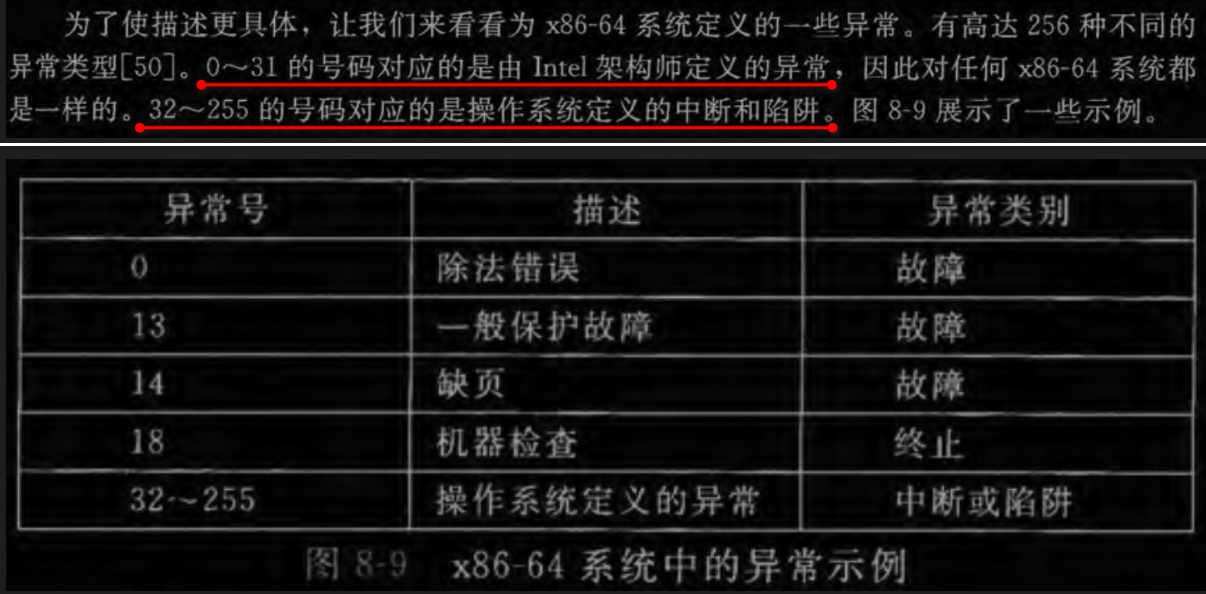 为了使描述更具体，让我们来看看为 x86-64 系统定义的一些异常。有高达 256 种不同的
异常类型[50]。0～31 的号码对应的是由 Intel 架构师定义的异常，因此对任何 x86-64 系统都
是一样的。32～255 的号码对应的是操作系统定义的中断和陷阱。图 8-9 展示了一些示例。
异常号 描述 异常类别
0 除法错误 故障
13 一般保护故障 故障
14 缺页 故障
18 机器检查 终止
32～255 操作系统定义的异常 中断或陷阱
图 8-9 x86-64 系统中的异常示例